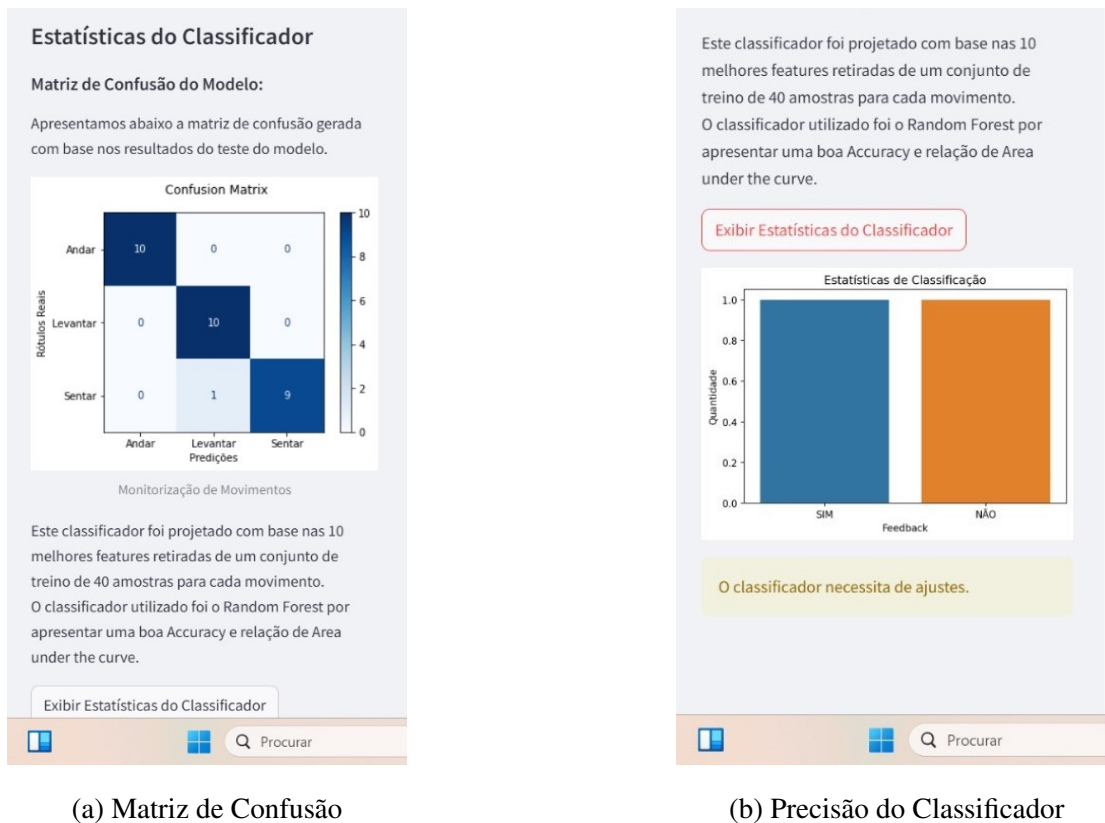 Estatísticas do Classificador
Matriz de Confusão do Modelo:
Apresentamos abaixo a matriz de confusão gerada
com base nos resultados do teste do modelo.
Confusion Matrix
Rótulos Reais
Andar
10
0
0
Levantar
0
10
0
Sentar
0
1
9
10
8
6
4
2
0
Andar
Levantar
Sentar
Predições
Monitorização de Movimentos
Este classificador foi projetado com base nas 10
melhores features retiradas de um conjunto de
treino de 40 amostras para cada movimento.
O classificador utilizado foi o Random Forest por
apresentar uma boa Accuracy e relação de Area
under the curve.
Exibir Estatísticas do Classificador
Procurar
(a) Matriz de Confusão
Este classificador foi projetado com base nas 10
melhores features retiradas de um conjunto de
treino de 40 amostras para cada movimento.
O classificador utilizado foi o Random Forest por
apresentar uma boa Accuracy e relação de Area
under the curve.
Exibir Estatísticas do Classificador
Estatísticas de Classificação
Quantidade
1.0
0.8
0.6
0.4
0.2
0.0
SIM
NÃO
Feedback
O classificador necessita de ajustes.
Procurar
(b) Precisão do Classificador